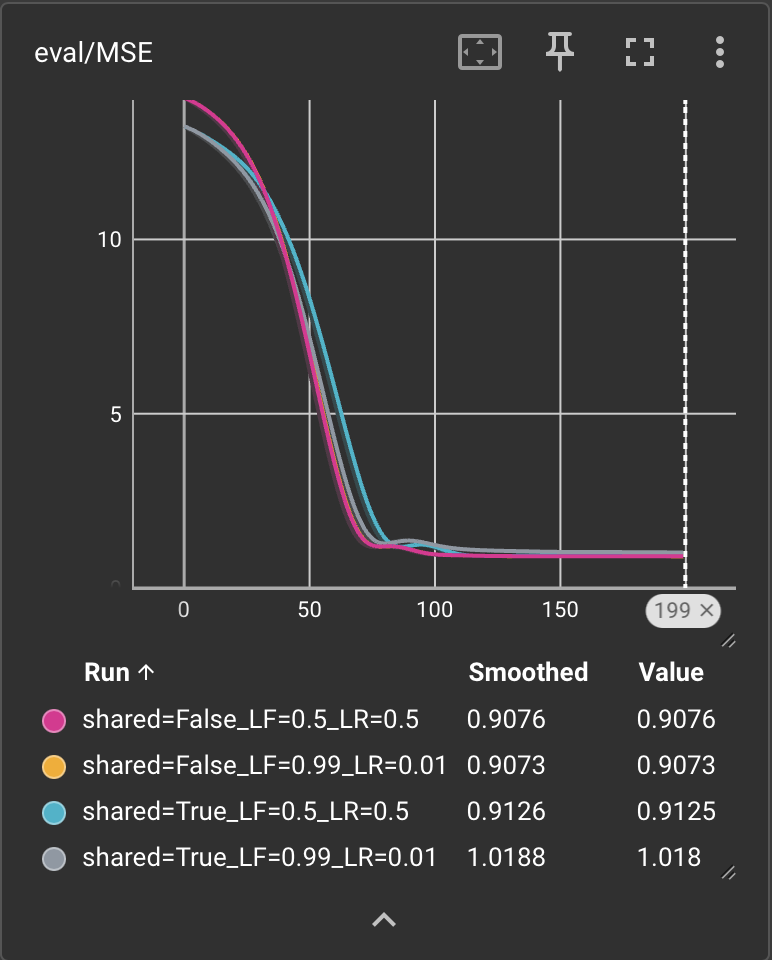 eval/MSE
10
5
0
0 50 100 150 199 ×
Run ↑ Smoothed Value
shared=False_LF=0.5_LR=0.5 0.9076 0.9076
shared=False_LF=0.99_LR=0.01 0.9073 0.9073
shared=True_LF=0.5_LR=0.5 0.9126 0.9125
shared=True_LF=0.99_LR=0.01 1.0188 1.018